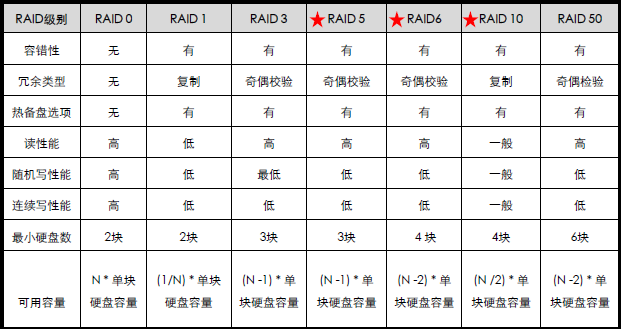 RAID级别 RAID 0 RAID 1 RAID 3 RAID 5 RAID6 RAID 10 RAID 50
容错性 无 有 有 有 有 有 有
冗余类型 无 复制 奇偶校验 奇偶校验 奇偶校验 复制 奇偶检验
热备盘选项 无 有 有 有 有 有 有
读性能 高 低 高 高 高 一般 高
随机写性能 高 低 最低 低 低 一般 低
连续写性能 高 低 低 低 低 一般 低
最小硬盘数 2块 2块 3块 3块 4 块 4块 6块
可用容量 N * 单块硬盘容量 (1/N) * 单块硬盘容量 (N -1) * 单块硬盘容量 (N -1) * 单块硬盘容量 (N -2) * 单块硬盘容量 (N /2) * 单块硬盘容量 (N -2) * 单块硬盘容量